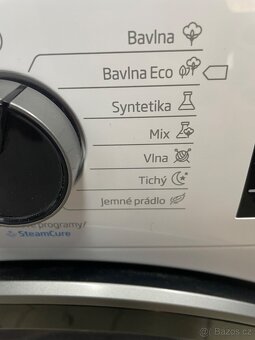 Bavlna
Bavlna Eco
Syntetika
Mix
Vlna
Tichý
Jemné prádlo
programy/
SteamCure
©Bazos.cz